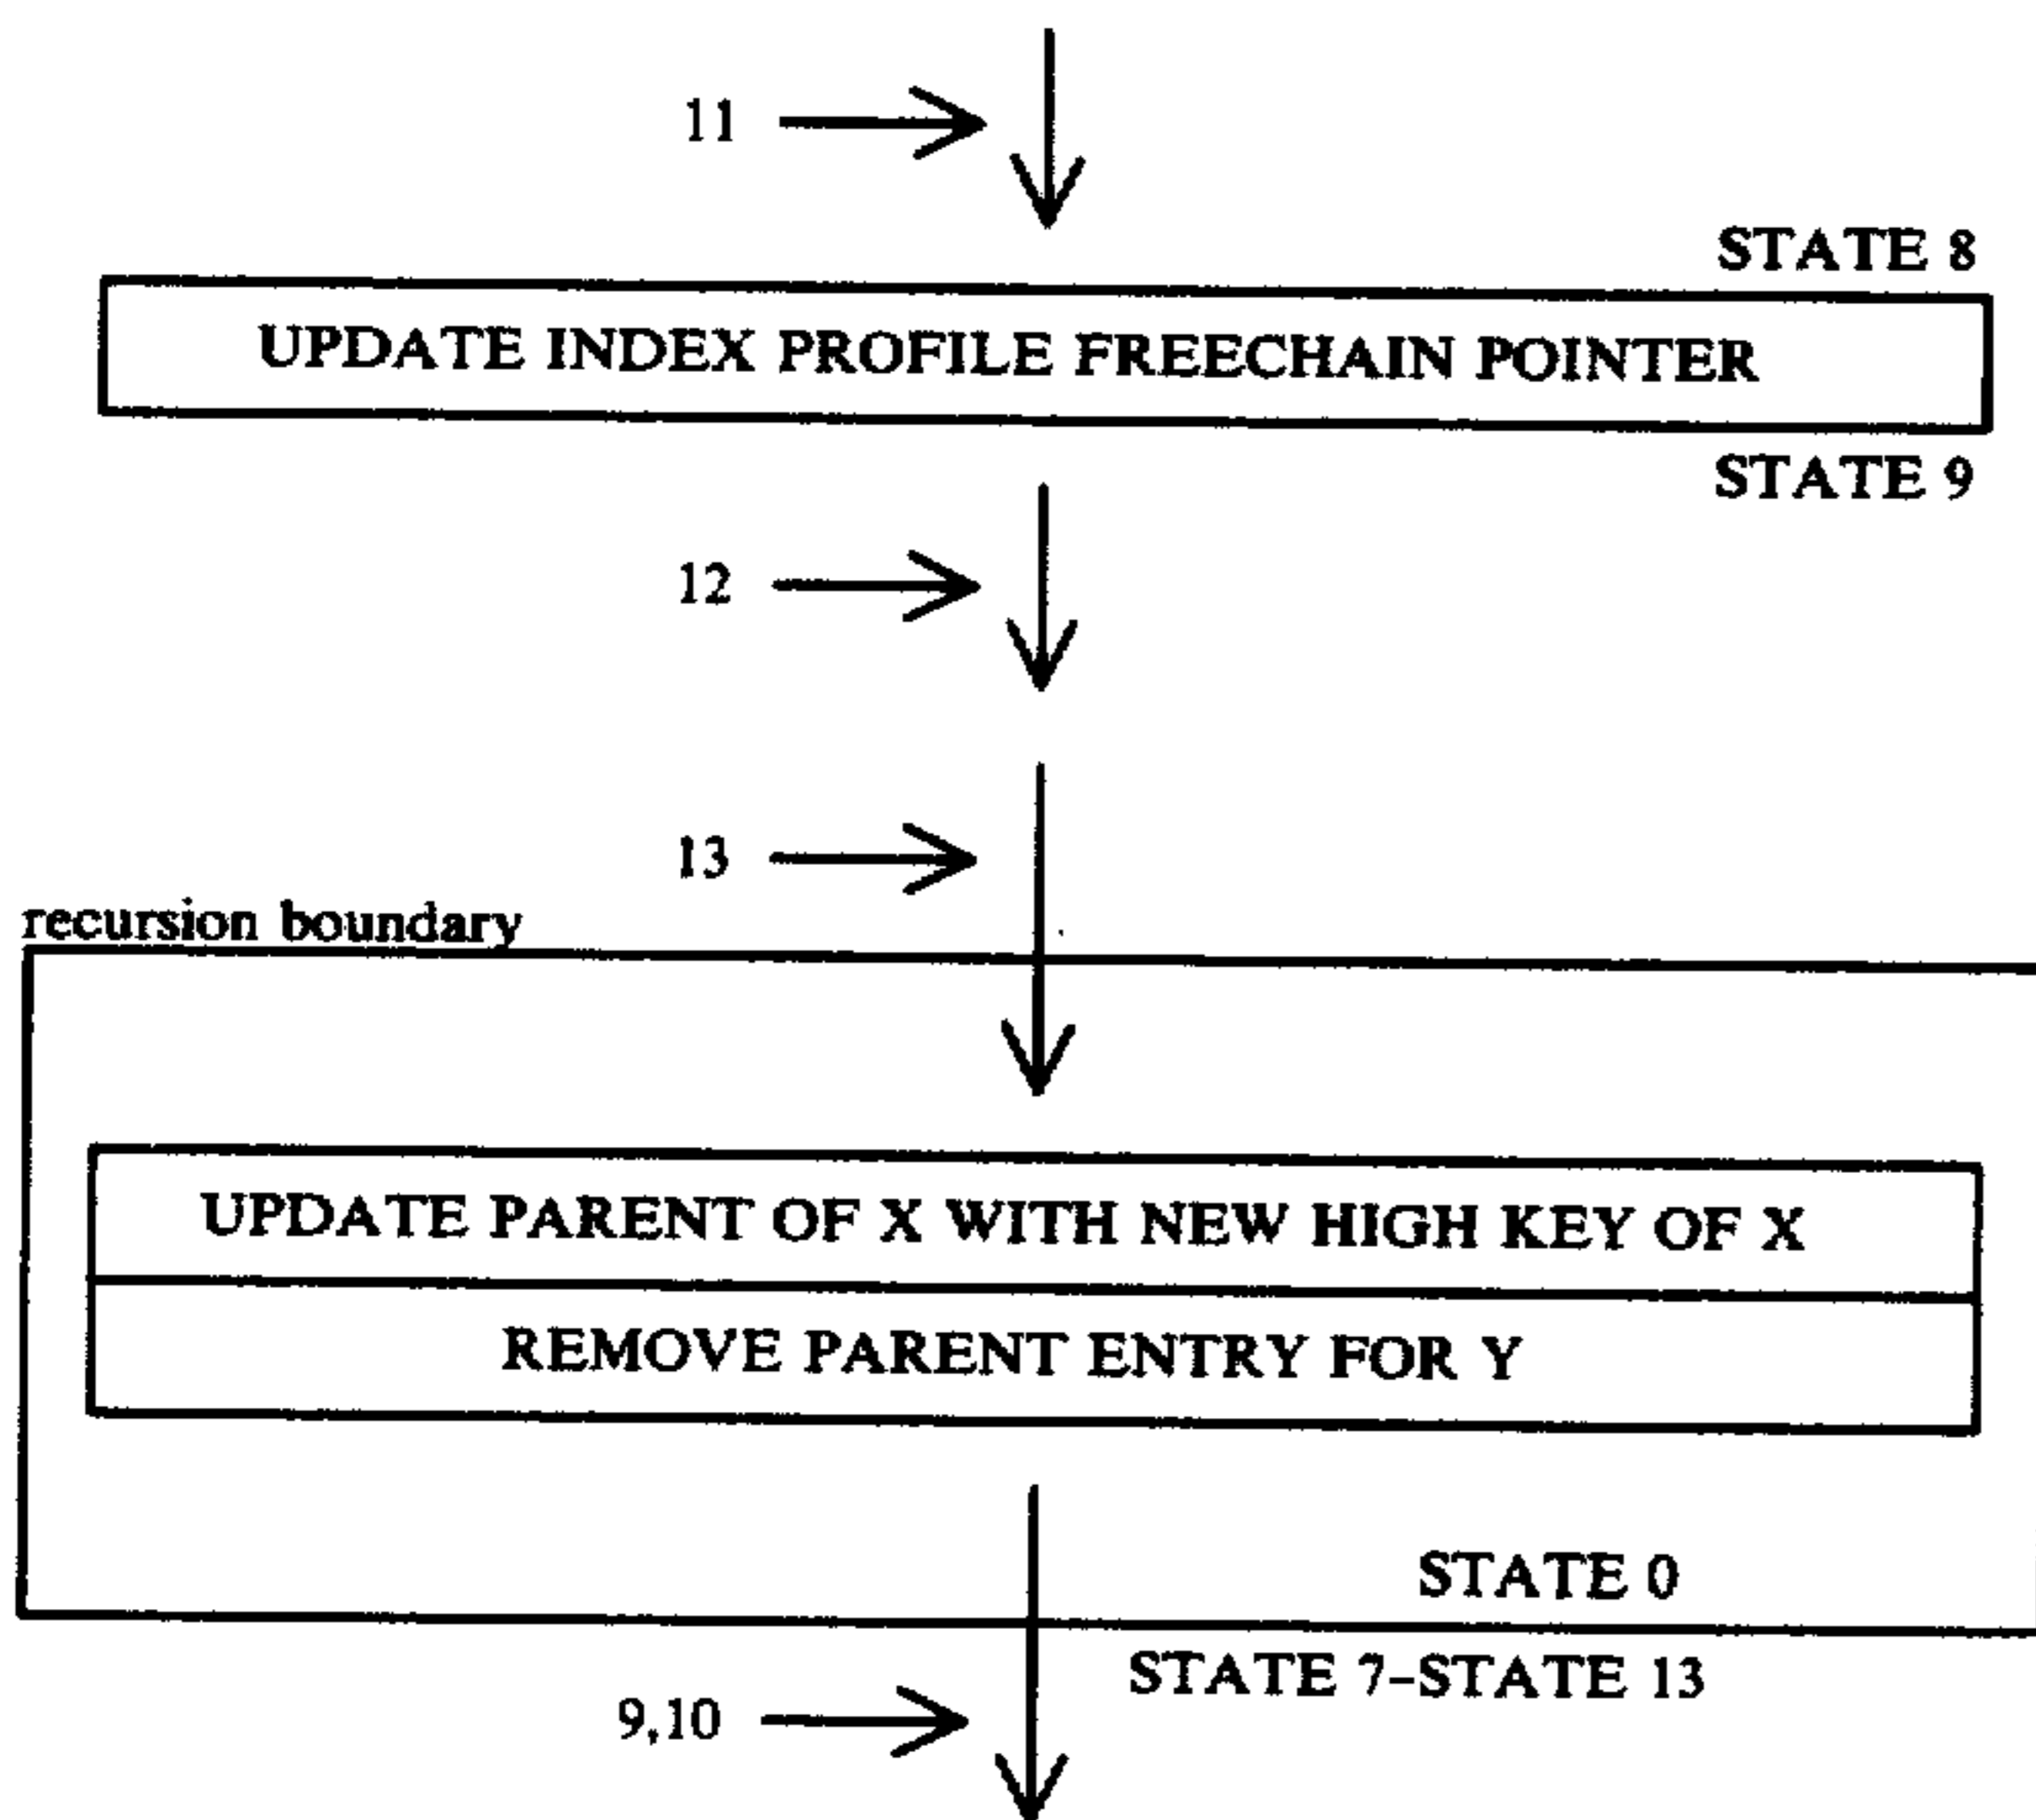 11
STATE 8
UPDATE INDEX PROFILE FREECHAIN POINTER
STATE 9
12
13
recursion boundary
UPDATE PARENT OF X WITH NEW HIGH KEY OF X
REMOVE PARENT ENTRY FOR Y
STATE 0
STATE 7-STATE 13
9,10